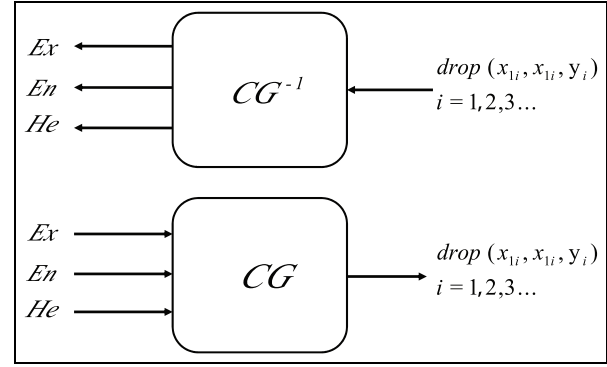 Ex
En
He
CG⁻¹
drop (x₁ᵢ, x₁ᵢ, yᵢ)
i = 1, 2, 3...
Ex
En
He
CG
drop (x₁ᵢ, x₁ᵢ, yᵢ)
i = 1, 2, 3...